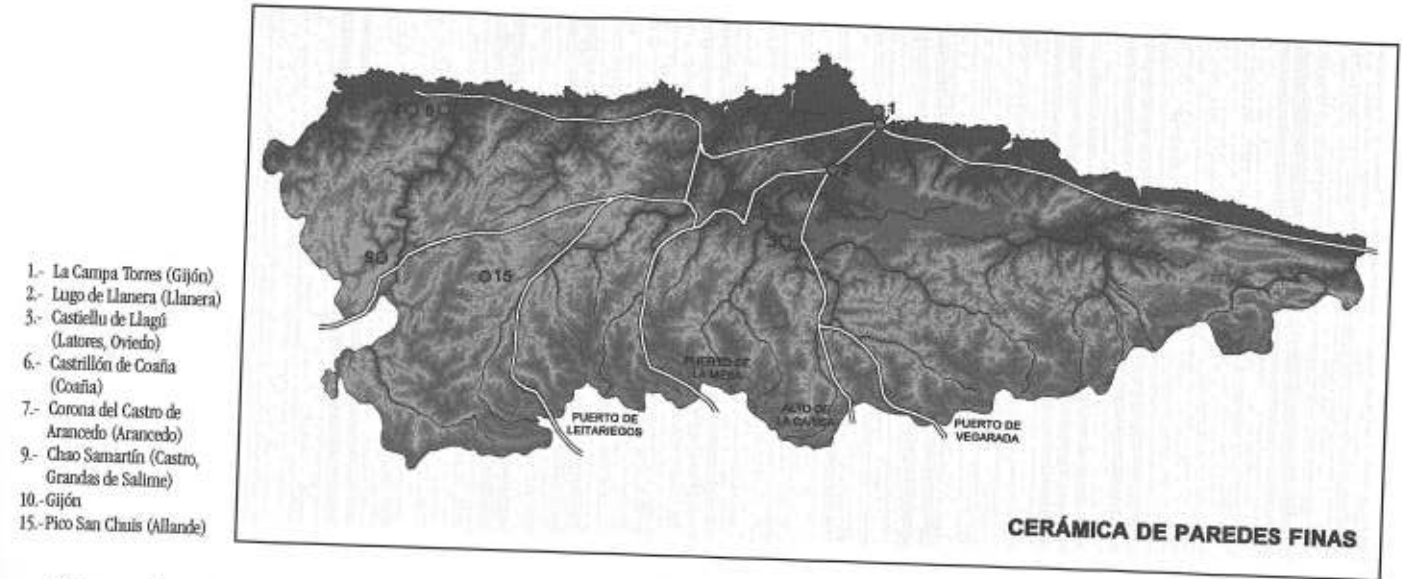 1.- La Campa Torres (Gijón)
2.- Lugo de Llanera (Llanera)
3.- Castiellu de Llagú
(Latores, Oviedo)
6.- Castrillón de Coaña
(Coaña)
7.- Corona del Castro de
Arancedo (Arancedo)
9.- Chao Samartín (Castro,
Grandas de Salime)
10.-Gijón
15.-Pico San Chuis (Allande)
1
6
9
15
3
PUERTO DE
LA MESA
PUERTO DE
LEITARIEGOS
ALTO DE
PUERTO DE
VEGARADA
CERÁMICA DE PAREDES FINAS